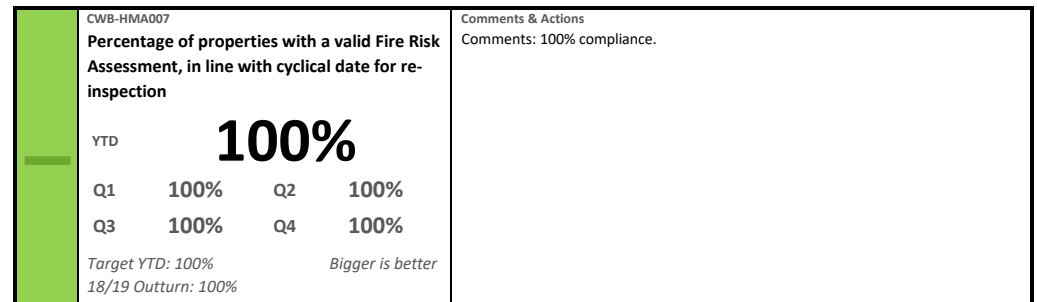 CWB-HMA007
Percentage of properties with a valid Fire Risk
Assessment, in line with cyclical date for re-
inspection
YTD 100%
Q1 100% Q2 100%
Q3 100% Q4 100%
Target YTD: 100% Bigger is better
18/19 Outturn: 100%
Comments & Actions
Comments: 100% compliance.